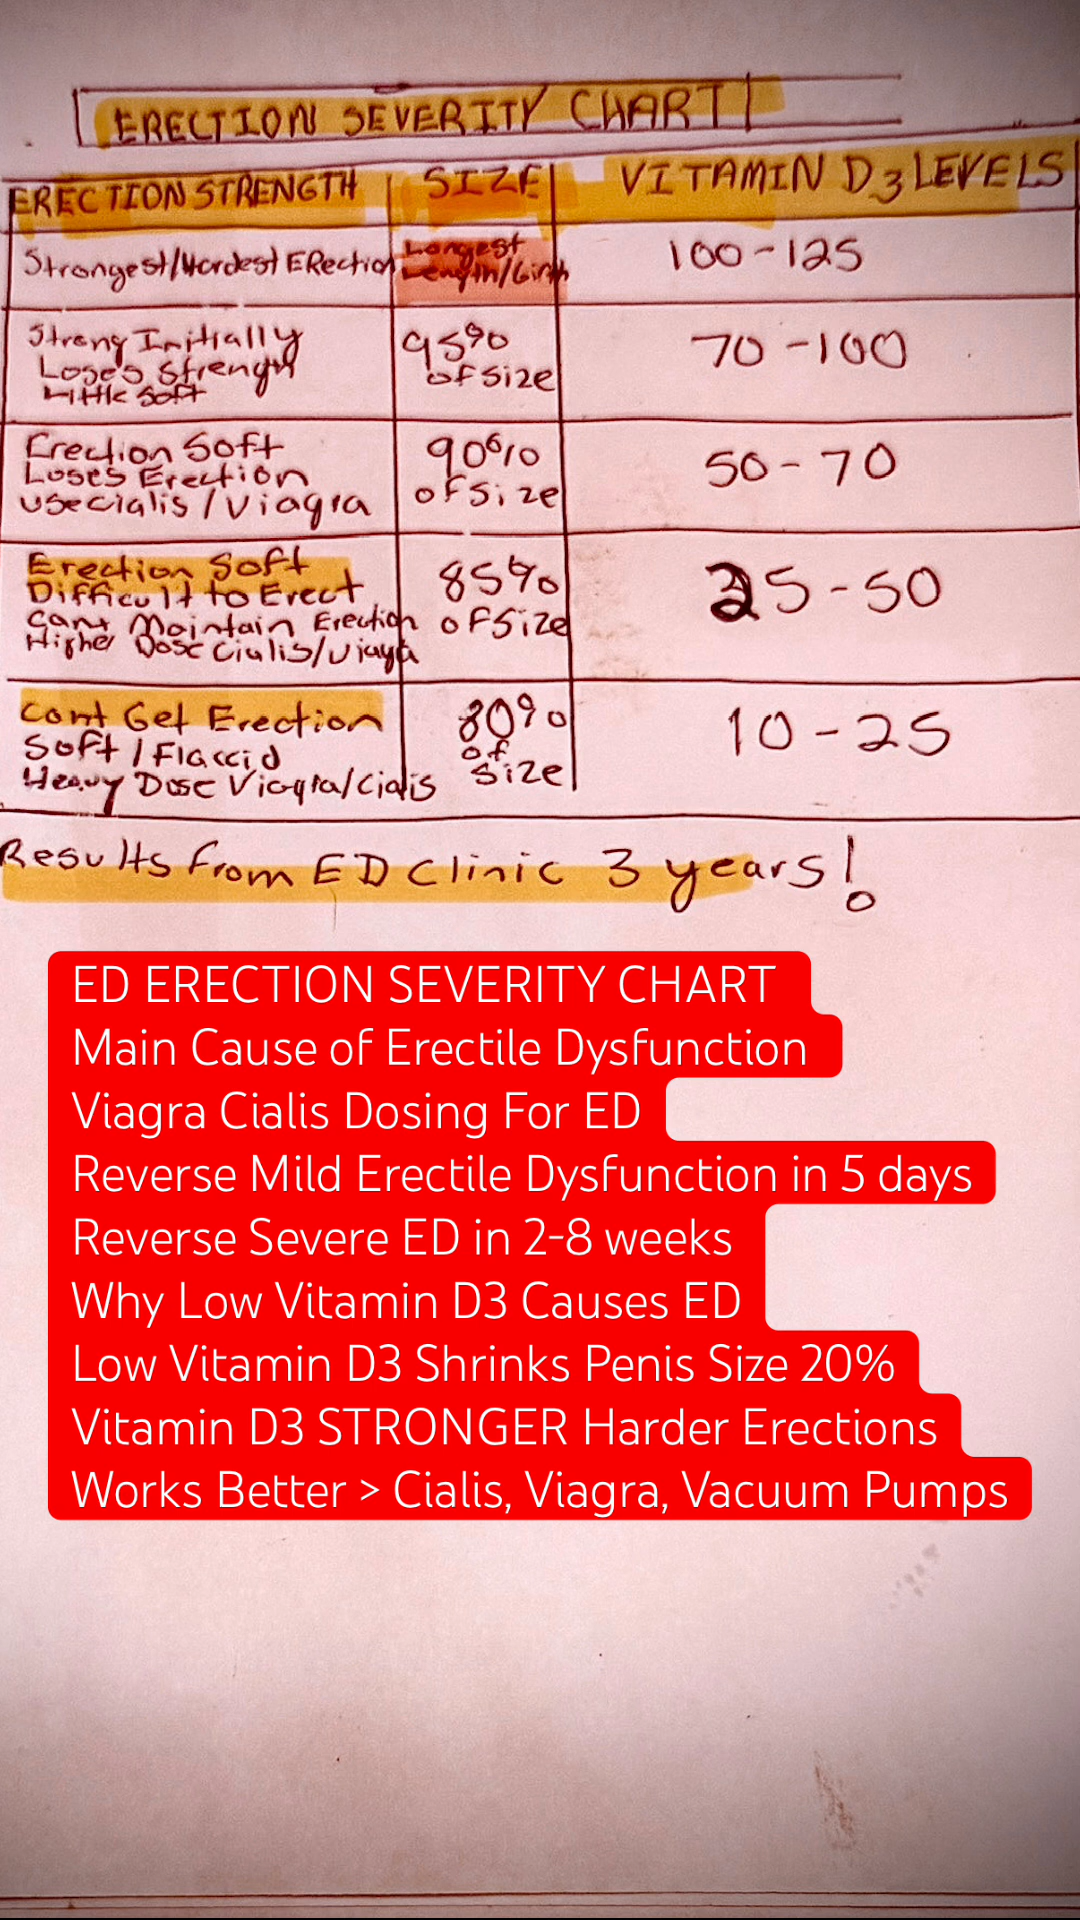 ERECTION SEVERITY CHART
ERECTION STRENGTH SIZE VITAMIN D3 LEVELS
Strongest/Hardest ERection Longest Length/Girth 100-125
Strong Initially
Loses Strength
Little Soft
95% of size
70-100
Erection Soft
Loses Erection
use cialis/Viagra
90% of size
50-70
Erection Soft
Difficult to Erect
Cant Maintain Erection
Higher Dose Cialis/Viagra
85% of Size
25-50
Cant Get Erection
Soft/Flaccid
Heavy Dose Viagra/Cialis
80% of size
10-25
Results from ED Clinic 3 years!
ED ERECTION SEVERITY CHART
Main Cause of Erectile Dysfunction
Viagra Cialis Dosing For ED
Reverse Mild Erectile Dysfunction in 5 days
Reverse Severe ED in 2-8 weeks
Why Low Vitamin D3 Causes ED
Low Vitamin D3 Shrinks Penis Size 20%
Vitamin D3 STRONGER Harder Erections
Works Better > Cialis, Viagra, Vacuum Pumps